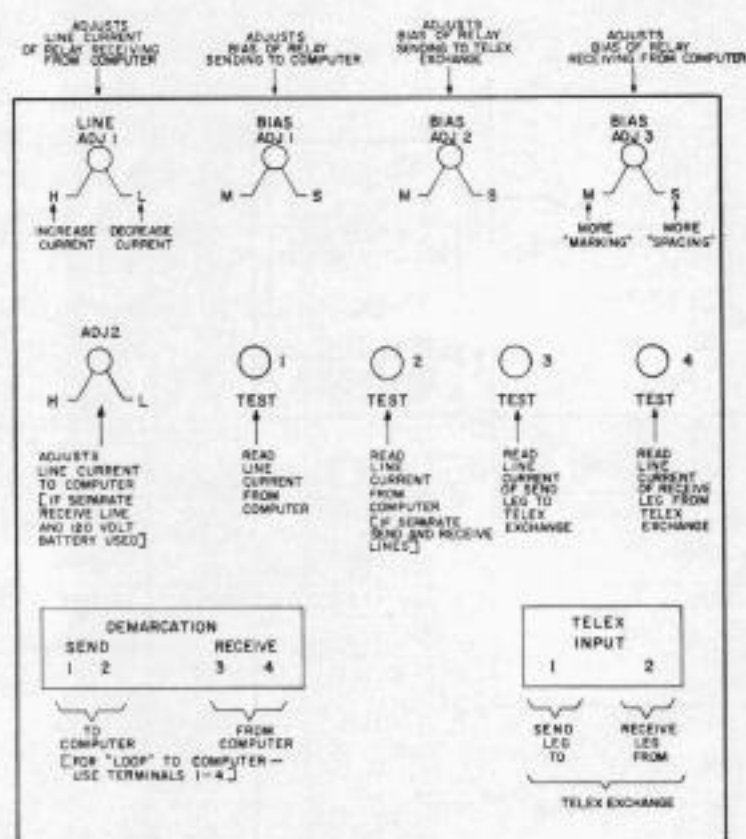 ADJUSTS
LINE CURRENT
OF RELAY RECEIVING
FROM COMPUTER
ADJUSTS
BIAS OF RELAY
SENDING TO COMPUTER
ADJUSTS
BIAS OF RELAY
SENDING TO TELEX
EXCHANGE
ADJUSTS
BIAS OF RELAY
RECEIVING FROM COMPUTER
LINE
ADJ 1
H L
INCREASE
CURRENT
DECREASE
CURRENT
BIAS
ADJ 1
M S
BIAS
ADJ 2
M S
BIAS
ADJ 3
M S
MORE
"MARKING"
MORE
"SPACING"
ADJ 2
H L
ADJUSTS
LINE CURRENT
TO COMPUTER
[IF SEPARATE
RECEIVE LINE
AND 120 VOLT
BATTERY USED]
1
TEST
READ
LINE
CURRENT
FROM
COMPUTER
2
TEST
READ
LINE
CURRENT
FROM
COMPUTER
[IF SEPARATE
SEND AND RECEIVE
LINES]
3
TEST
READ
LINE
CURRENT
OF SEND
LEG TO
TELEX
EXCHANGE
4
TEST
READ
LINE
CURRENT
OF RECEIVE
LEG FROM
TELEX
EXCHANGE
DEMARCATION
SEND RECEIVE
1 2 3 4
TO
COMPUTER
FROM
COMPUTER
[FOR "LOOP" TO COMPUTER —
USE TERMINALS 1-4]
TELEX
INPUT
1 2
SEND
LEG
TO
RECEIVE
LEG
FROM
TELEX EXCHANGE